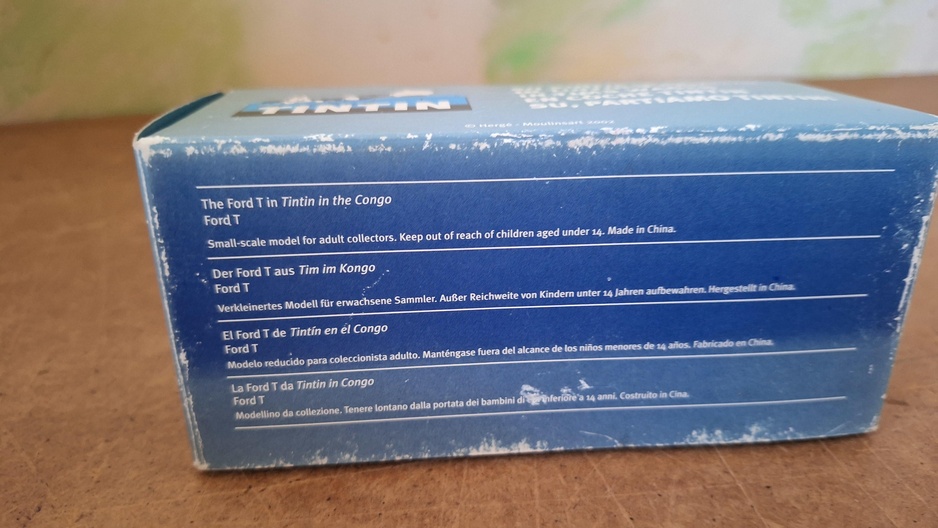 TINTIN
© Hergé - Moulinsart 2002
The Ford T in Tintin in the Congo
Ford T
Small-scale model for adult collectors. Keep out of reach of children aged under 14. Made in China.
Der Ford T aus Tim im Kongo
Ford T
Verkleinertes Modell für erwachsene Sammler. Außer Reichweite von Kindern unter 14 Jahren aufbewahren. Hergestellt in China.
El Ford T de Tintín en el Congo
Ford T
Modelo reducido para coleccionista adulto. Manténgase fuera del alcance de los niños menores de 14 años. Fabricado en China.
La Ford T da Tintin in Congo
Ford T
Modellino da collezione. Tenere lontano dalla portata dei bambini di inferiore a 14 anni. Costruito in Cina.